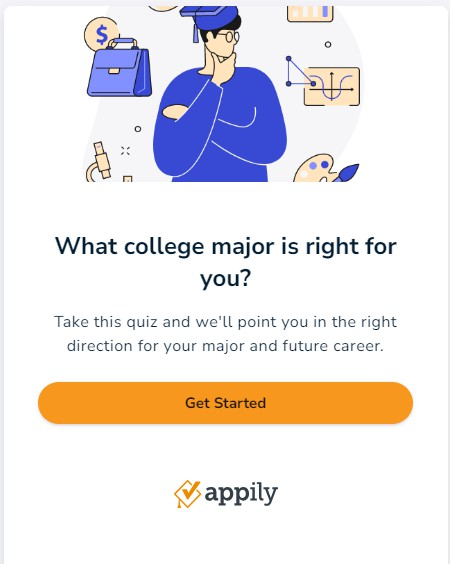 $
What college major is right for
you?
Take this quiz and we'll point you in the right
direction for your major and future career.
Get Started
appily